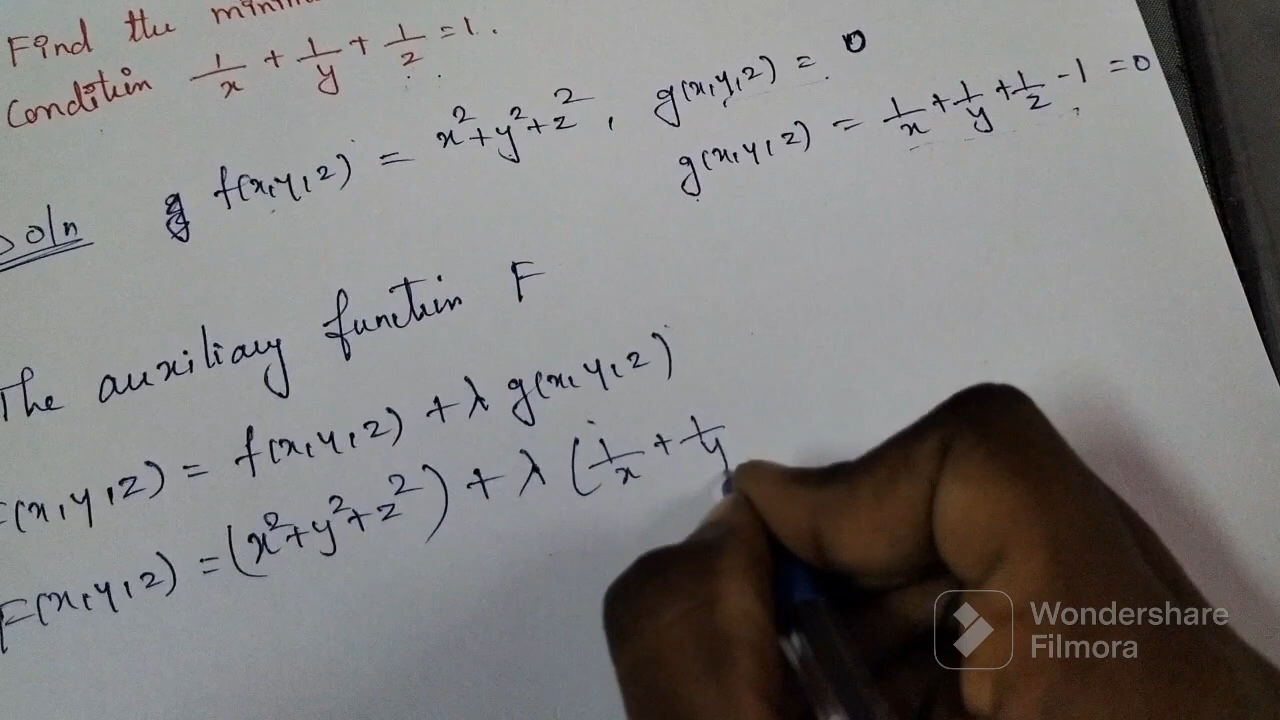 Find the
Condition 1/x + 1/y + 1/z = 1.
Soln f(x,y,z) = x² + y² + z² , g(x,y,z) = 0
g(x,y,z) = 1/x + 1/y + 1/z - 1 = 0
The auxiliary function F
F(x,y,z) = f(x,y,z) + λ g(x,y,z)
F(x,y,z) = (x² + y² + z²) + λ (1/x + 1/y
Wondershare
Filmora